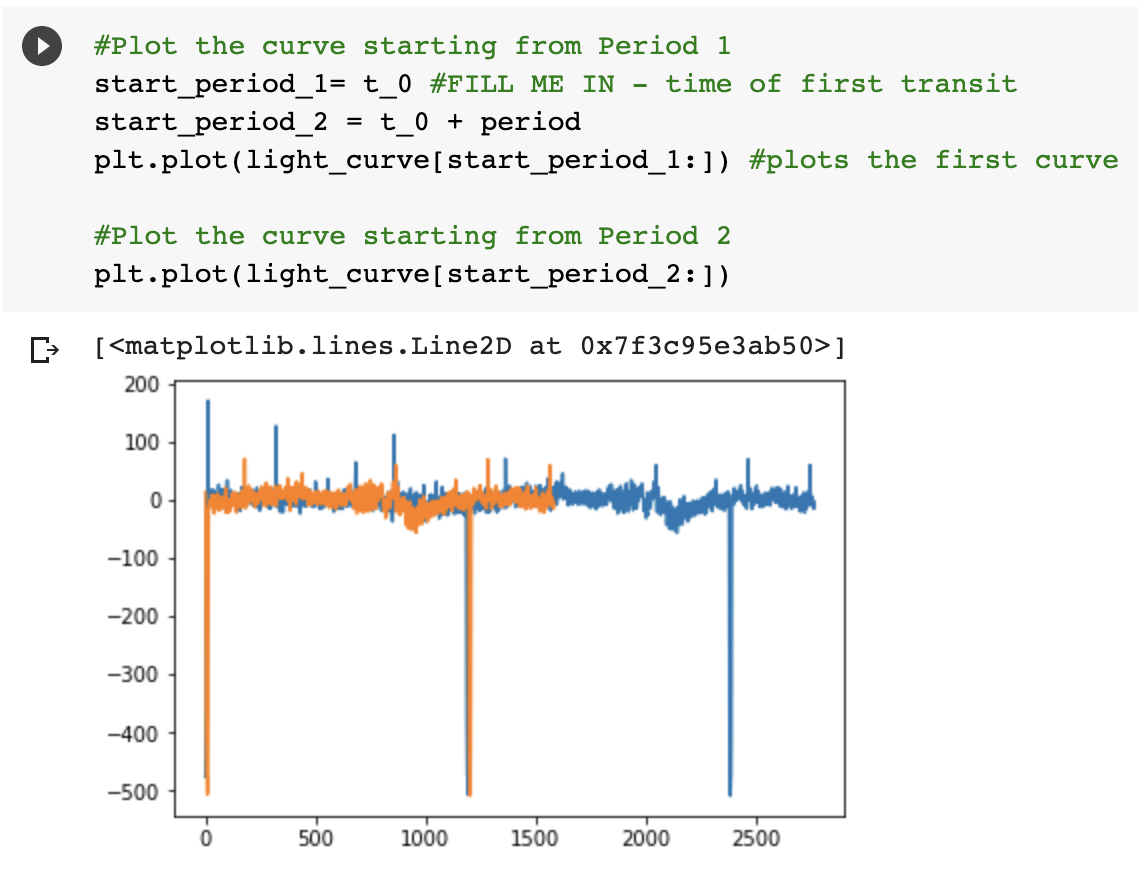 #Plot the curve starting from Period 1
start_period_1= t_0 #FILL ME IN - time of first transit
start_period_2 = t_0 + period
plt.plot(light_curve[start_period_1:]) #plots the first curve
#Plot the curve starting from Period 2
plt.plot(light_curve[start_period_2:])
[<matplotlib.lines.Line2D at 0x7f3c95e3ab50>]
200
100
0
−100
−200
−300
−400
−500
0 500 1000 1500 2000 2500